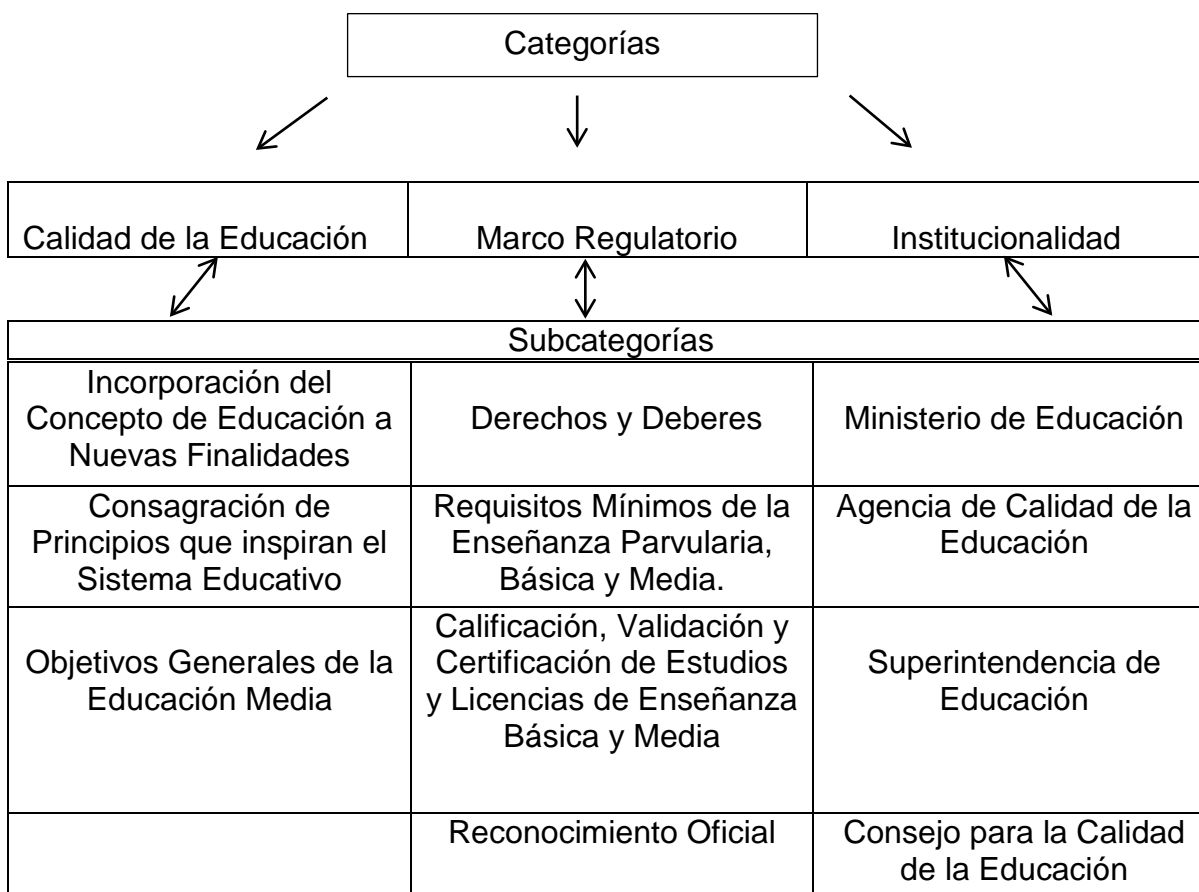 Categorías
Calidad de la Educación
Marco Regulatorio
Institucionalidad
Subcategorías
Incorporación del
Concepto de Educación a
Nuevas Finalidades
Derechos y Deberes
Ministerio de Educación
Consagración de
Principios que inspiran el
Sistema Educativo
Requisitos Mínimos de la
Enseñanza Parvularia,
Básica y Media.
Agencia de Calidad de la
Educación
Objetivos Generales de la
Educación Media
Calificación, Validación y
Certificación de Estudios
y Licencias de Enseñanza
Básica y Media
Superintendencia de
Educación
Reconocimiento Oficial
Consejo para la Calidad
de la Educación